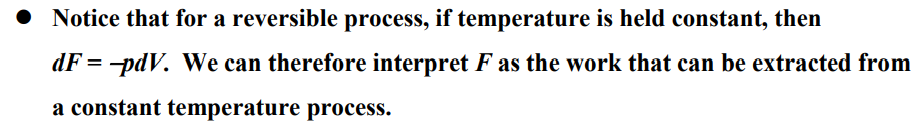 ● Notice that for a reversible process, if temperature is held constant, then
dF = –pdV. We can therefore interpret F as the work that can be extracted from
a constant temperature process.